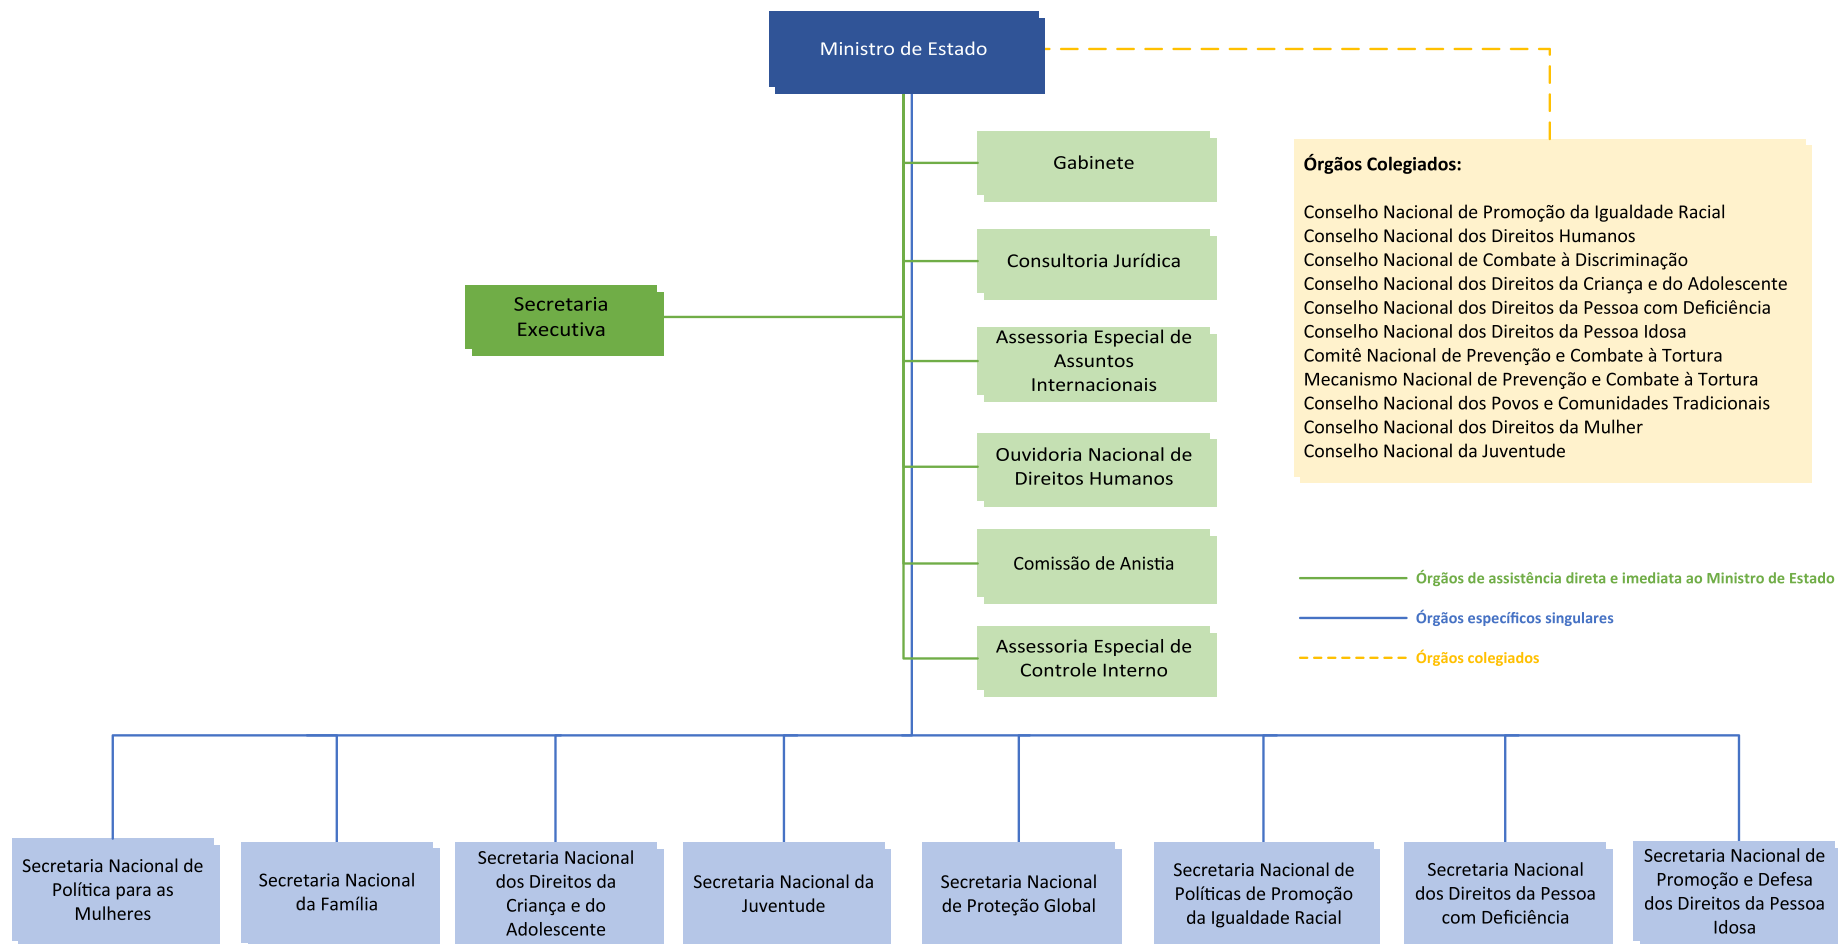 Ministro de Estado
Gabinete
Consultoria Jurídica
Secretaria
Executiva
Assessoria Especial de
Assuntos
Internacionais
Ouvidoria Nacional de
Direitos Humanos
Comissão de Anistia
Assessoria Especial de
Controle Interno
Órgãos Colegiados:
Conselho Nacional de Promoção da Igualdade Racial
Conselho Nacional dos Direitos Humanos
Conselho Nacional de Combate à Discriminação
Conselho Nacional dos Direitos da Criança e do Adolescente
Conselho Nacional dos Direitos da Pessoa com Deficiência
Conselho Nacional dos Direitos da Pessoa Idosa
Comitê Nacional de Prevenção e Combate à Tortura
Mecanismo Nacional de Prevenção e Combate à Tortura
Conselho Nacional dos Povos e Comunidades Tradicionais
Conselho Nacional dos Direitos da Mulher
Conselho Nacional da Juventude
Órgãos de assistência direta e imediata ao Ministro de Estado
Órgãos específicos singulares
Órgãos colegiados
Secretaria Nacional de
Política para as
Mulheres
Secretaria Nacional
da Família
Secretaria Nacional
dos Direitos da
Criança e do
Adolescente
Secretaria Nacional da
Juventude
Secretaria Nacional
de Proteção Global
Secretaria Nacional de
Políticas de Promoção
da Igualdade Racial
Secretaria Nacional
dos Direitos da Pessoa
com Deficiência
Secretaria Nacional de
Promoção e Defesa
dos Direitos da Pessoa
Idosa